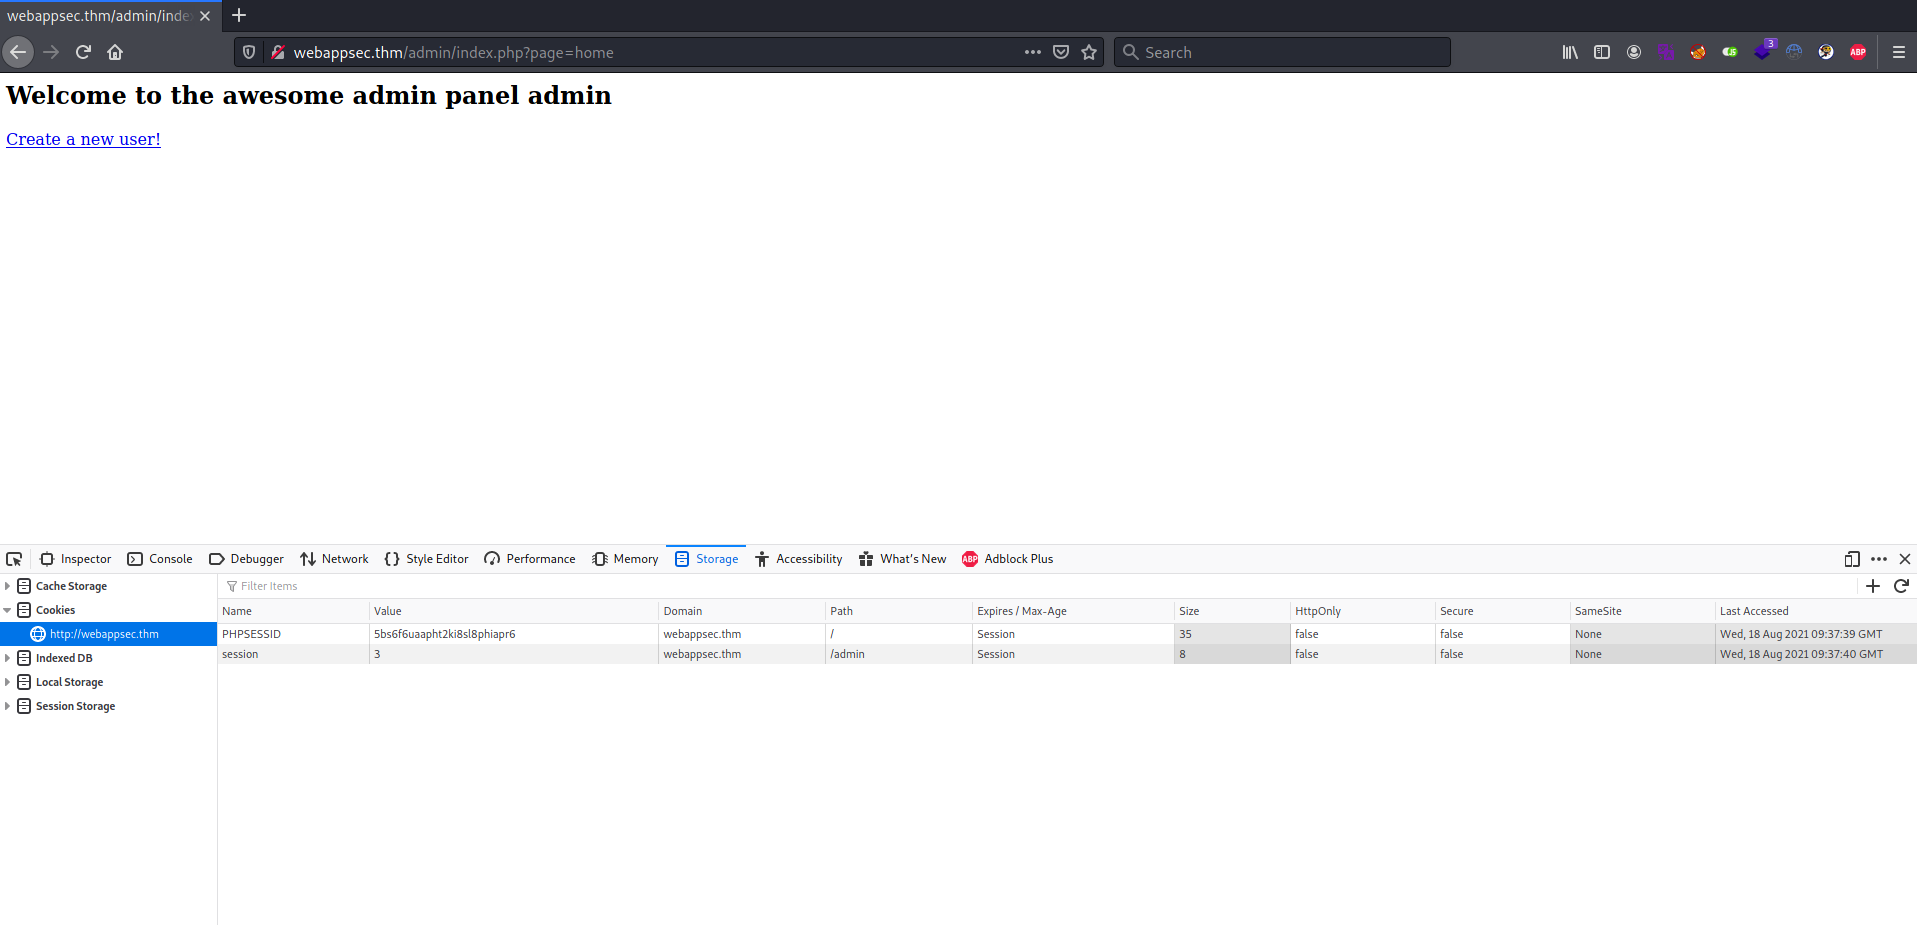 webappsec.thm/admin/inde
webappsec.thm/admin/index.php?page=home
Search
3
ABP
Welcome to the awesome admin panel admin
Create a new user!
Inspector Console Debugger Network Style Editor Performance Memory Storage Accessibility What's New ABP Adblock Plus
Cache Storage
Filter Items
Cookies
http://webappsec.thm
Indexed DB
Local Storage
Session Storage
Name Value Domain Path Expires / Max-Age Size HttpOnly Secure SameSite Last Accessed
PHPSESSID 5bs6f6uaapht2ki8sl8phiapr6 webappsec.thm / Session 35 false false None Wed, 18 Aug 2021 09:37:39 GMT
session 3 webappsec.thm /admin Session 8 false false None Wed, 18 Aug 2021 09:37:40 GMT